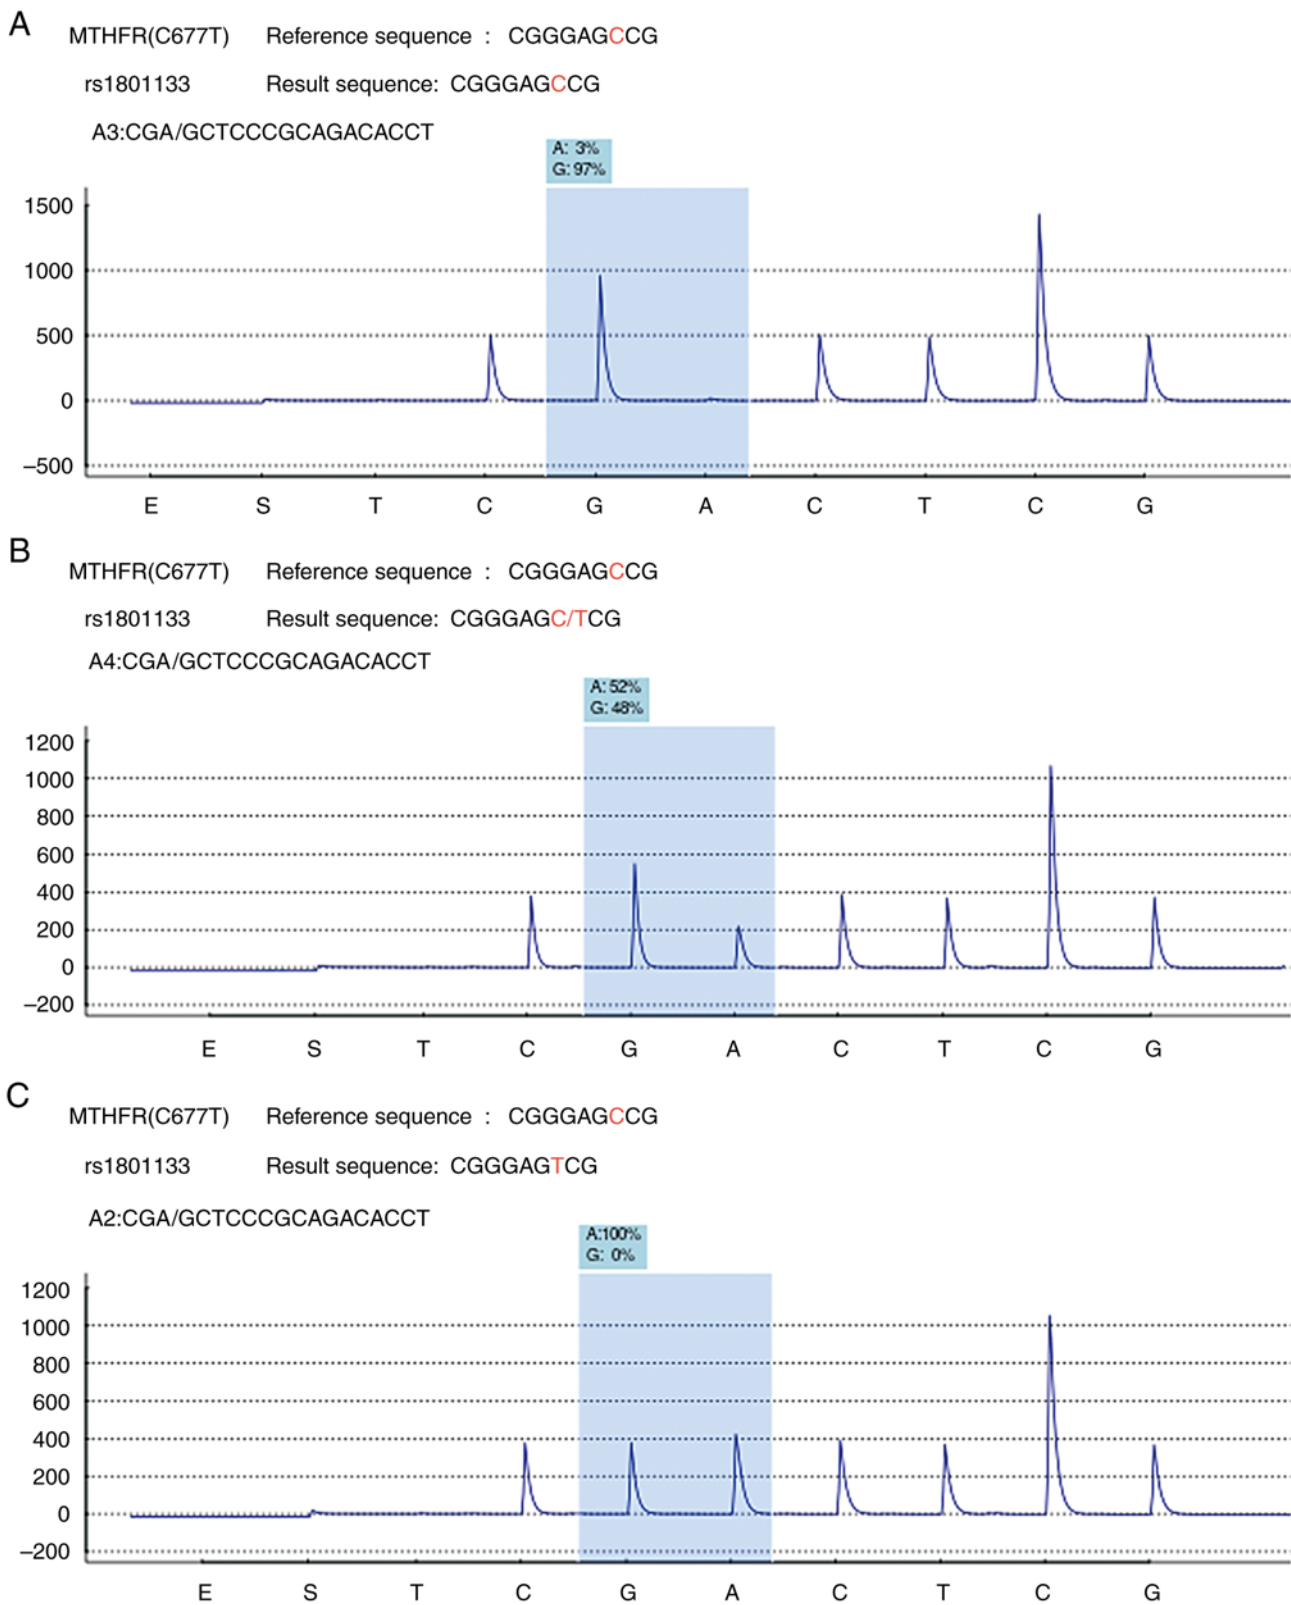 A
MTHFR(C677T) Reference sequence : CGGGAGCCG
rs1801133 Result sequence: CGGGAGCCG
A3:CGA/GCTCCCGCAGACACCT
A: 3%
G: 97%
1500
1000
500
0
–500
E S T C G A C T C G
B
MTHFR(C677T) Reference sequence : CGGGAGCCG
rs1801133 Result sequence: CGGGAGC/TCG
A4:CGA/GCTCCCGCAGACACCT
A: 52%
G: 48%
1200
1000
800
600
400
200
0
–200
E S T C G A C T C G
C
MTHFR(C677T) Reference sequence : CGGGAGCCG
rs1801133 Result sequence: CGGGAGTCG
A2:CGA/GCTCCCGCAGACACCT
A:100%
G: 0%
1200
1000
800
600
400
200
0
–200
E S T C G A C T C G